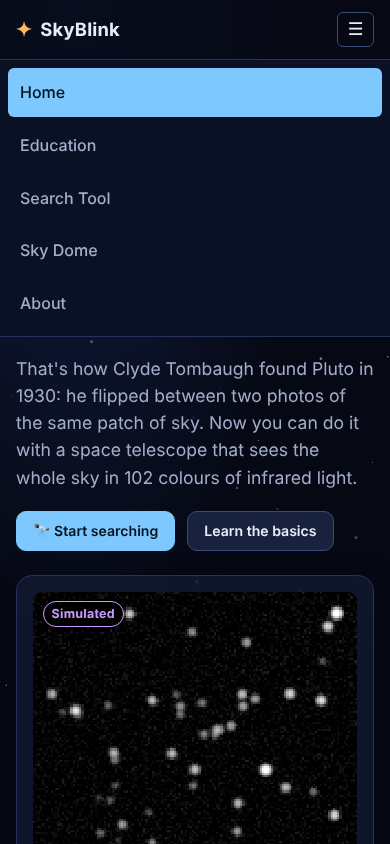 SkyBlink
Home
Education
Search Tool
Sky Dome
About
That's how Clyde Tombaugh found Pluto in
1930: he flipped between two photos of
the same patch of sky. Now you can do it
with a space telescope that sees the
whole sky in 102 colours of infrared light.
Start searching
Learn the basics
Simulated